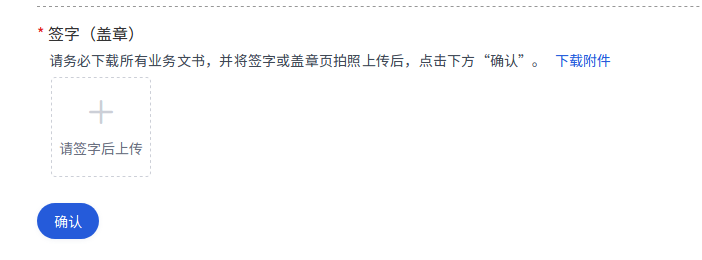 * 签字（盖章）
请务必下载所有业务文书，并将签字或盖章页拍照上传后，点击下方“确认”。 下载附件
请签字后上传
确认